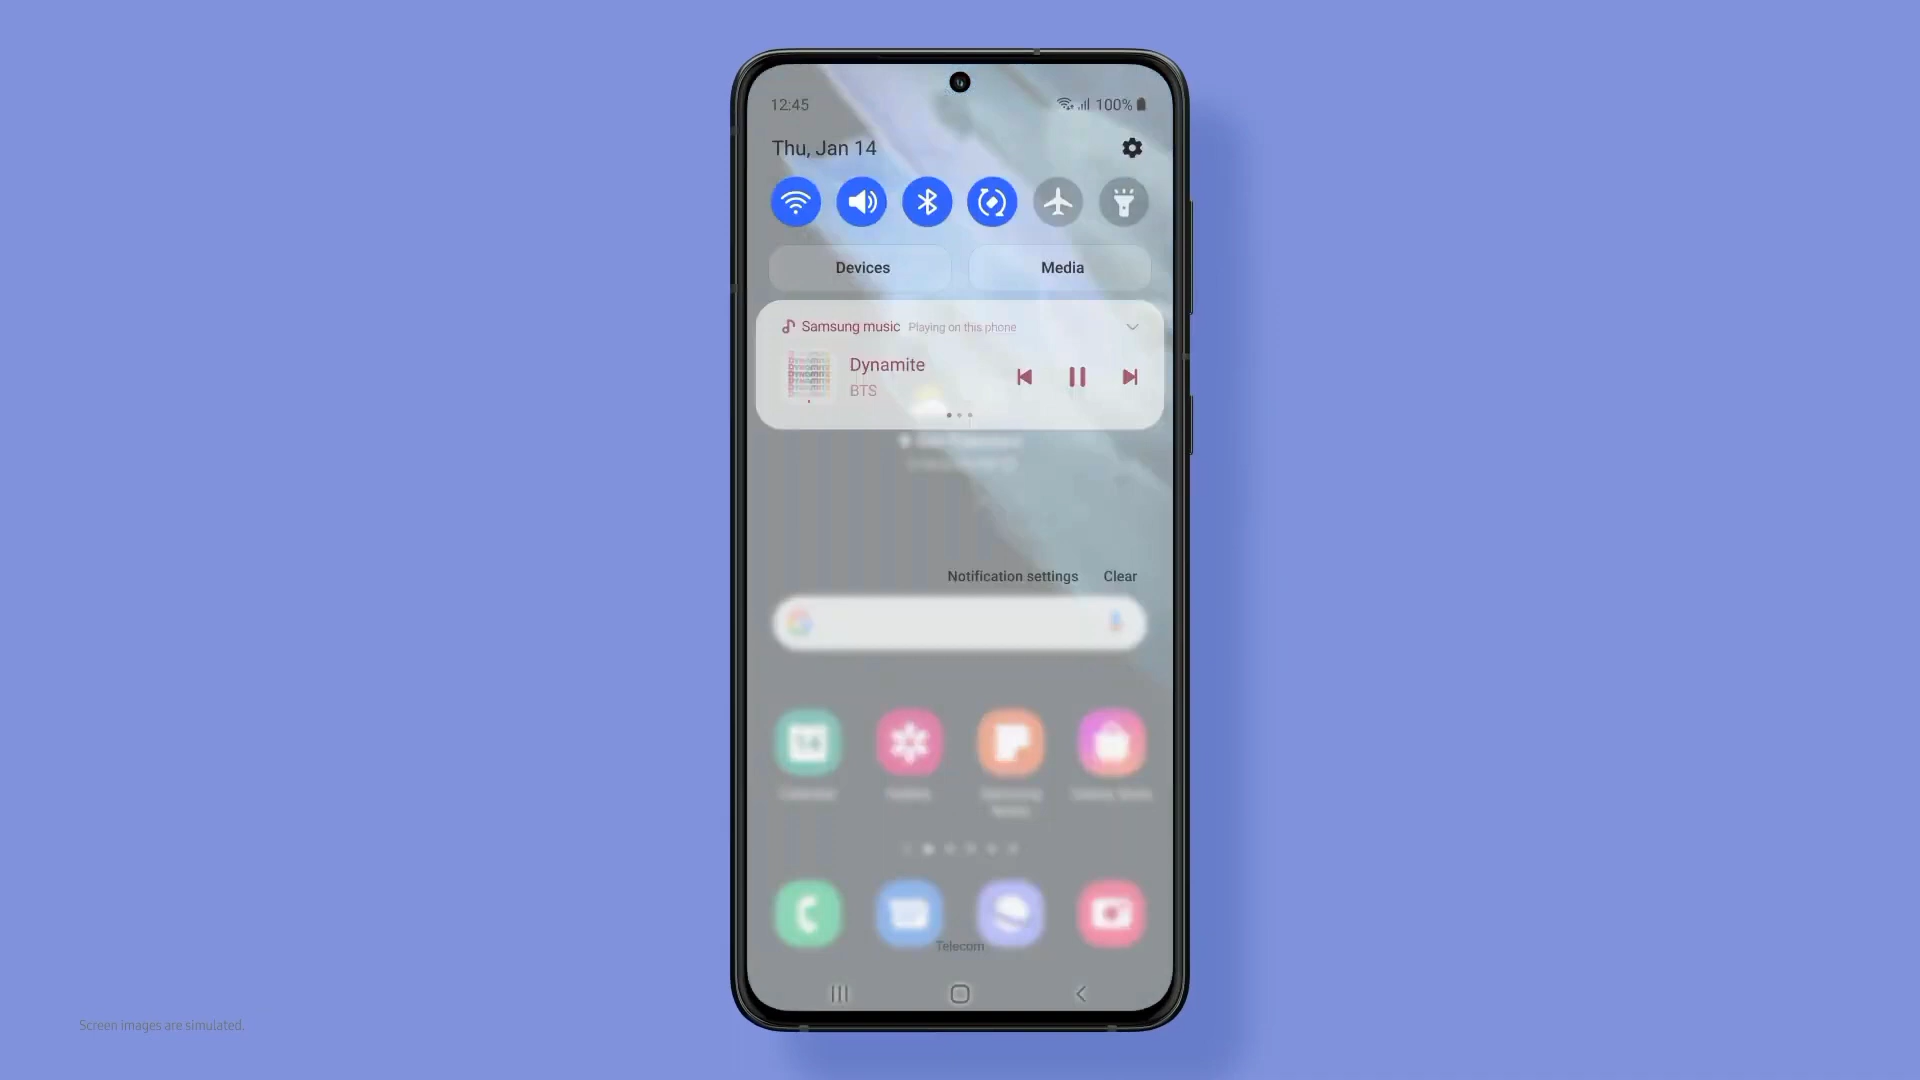 12:45
100%
Thu, Jan 14
Devices
Media
Samsung music Playing on this phone
Dynamite
BTS
Notification settings Clear
14
Telecom
Screen images are simulated.